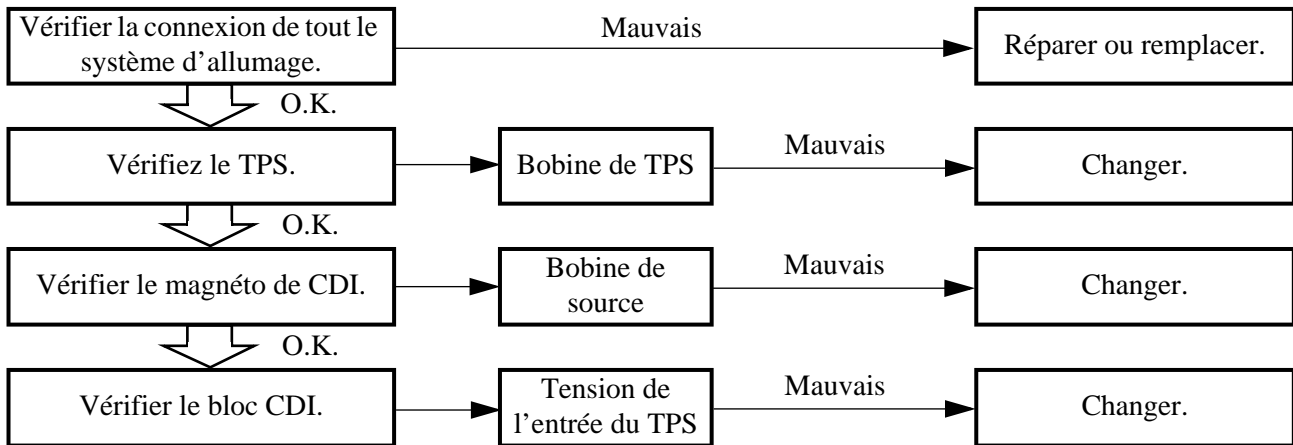 Vérifier la connexion de tout le
système d'allumage.
Mauvais
Réparer ou remplacer.
O.K.
Vérifiez le TPS.
Bobine de TPS
Mauvais
Changer.
O.K.
Vérifier le magnéto de CDI.
Bobine de
source
Mauvais
Changer.
O.K.
Vérifier le bloc CDI.
Tension de
l'entrée du TPS
Mauvais
Changer.